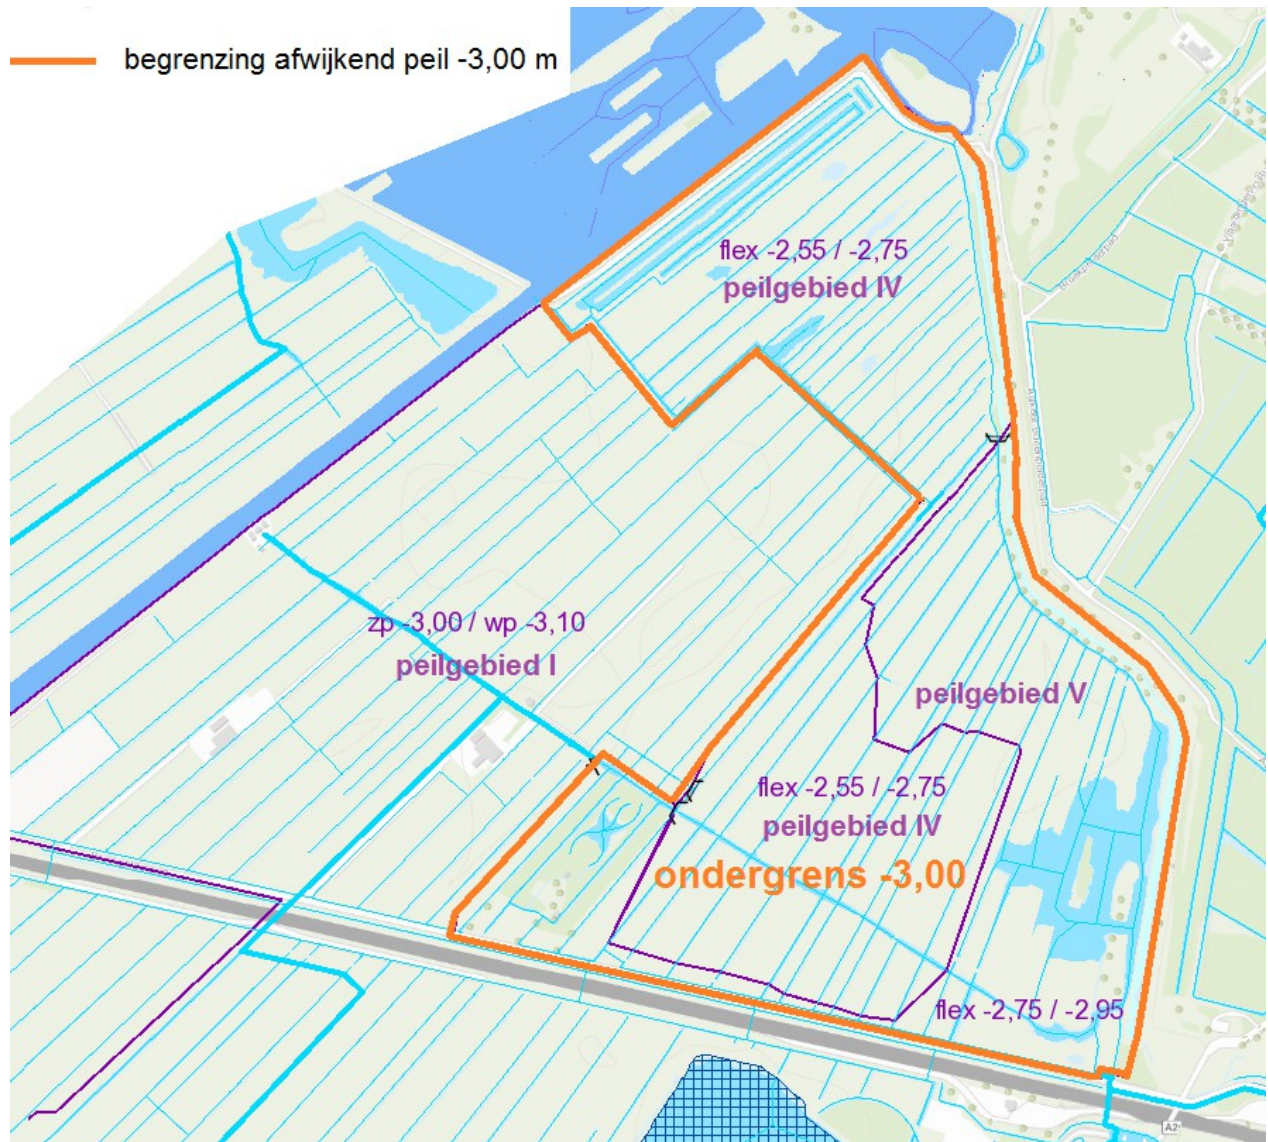 begrenzing afwijkend peil -3,00 m
flex -2,55 / -2,75
peilgebied IV
zp -3,00 / wp -3,10
peilgebied I
peilgebied V
flex -2,55 / -2,75
peilgebied IV
ondergrens -3,00
flex -2,75 / -2,95
A2